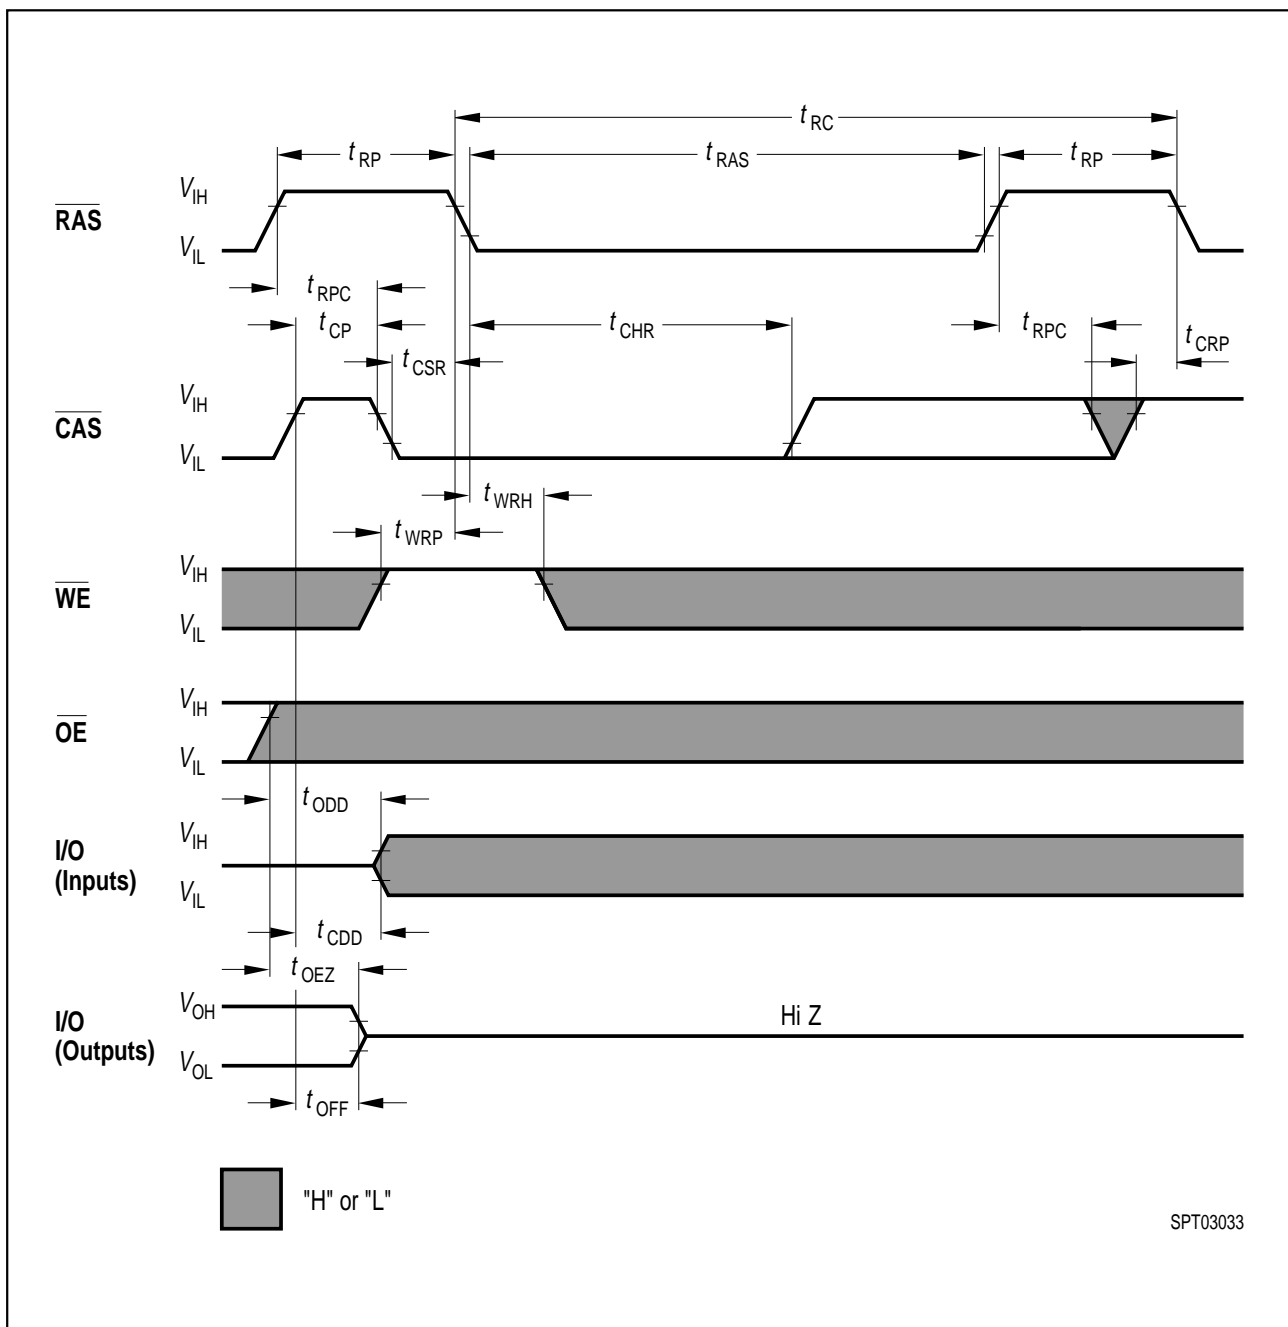 tRC
tRP
tRAS
tRP
RAS
VIH
VIL
tRPC
tCP
tCSR
tCHR
tRPC
tCRP
CAS
VIH
VIL
tWRH
tWRP
WE
VIH
VIL
OE
VIH
VIL
tODD
I/O
(Inputs)
VIH
VIL
tCDD
tOEZ
I/O
(Outputs)
VOH
VOL
Hi Z
tOFF
"H" or "L"
SPT03033